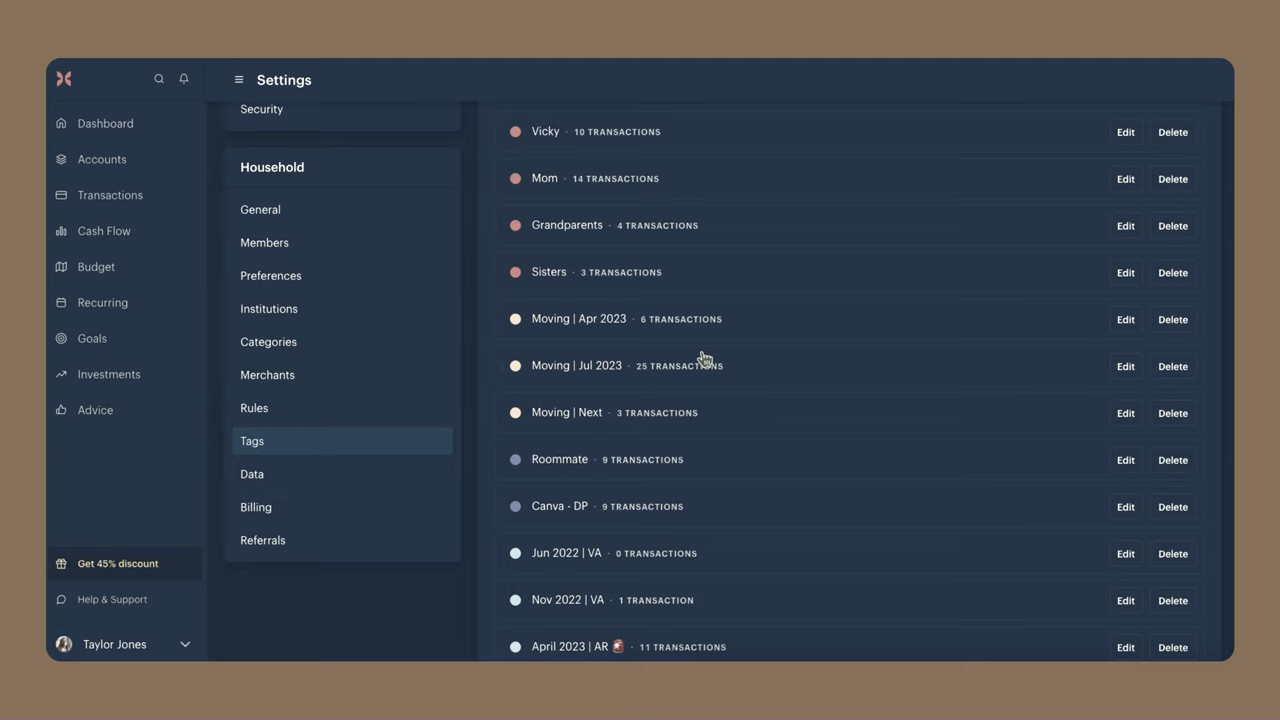 Settings
Dashboard
Accounts
Transactions
Cash Flow
Budget
Recurring
Goals
Investments
Advice
Get 45% discount
Help & Support
Taylor Jones
Security
Household
General
Members
Preferences
Institutions
Categories
Merchants
Rules
Tags
Data
Billing
Referrals
Vicky · 10 TRANSACTIONS Edit Delete
Mom · 14 TRANSACTIONS Edit Delete
Grandparents · 4 TRANSACTIONS Edit Delete
Sisters · 3 TRANSACTIONS Edit Delete
Moving | Apr 2023 · 6 TRANSACTIONS Edit Delete
Moving | Jul 2023 · 25 TRANSACTIONS Edit Delete
Moving | Next · 3 TRANSACTIONS Edit Delete
Roommate · 9 TRANSACTIONS Edit Delete
Canva - DP · 9 TRANSACTIONS Edit Delete
Jun 2022 | VA · 0 TRANSACTIONS Edit Delete
Nov 2022 | VA · 1 TRANSACTION Edit Delete
April 2023 | AR · 11 TRANSACTIONS Edit Delete